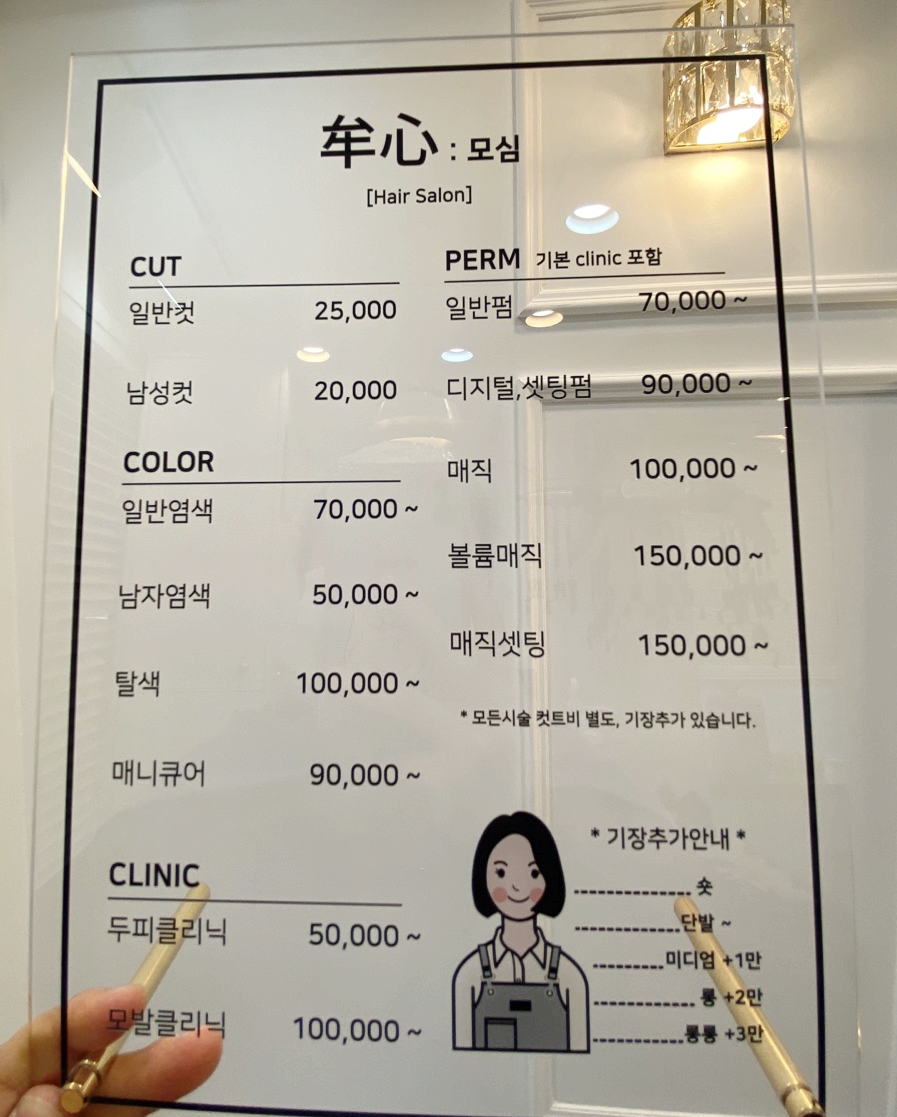 牟心 : 모심
[Hair Salon]
CUT
일반컷 25,000
남성컷 20,000
COLOR
일반염색 70,000 ~
남자염색 50,000 ~
탈색 100,000 ~
매니큐어 90,000 ~
CLINIC
두피클리닉 50,000 ~
모발클리닉 100,000 ~
PERM 기본 clinic 포함
일반펌 70,000 ~
디지털,셋팅펌 90,000 ~
매직 100,000 ~
볼륨매직 150,000 ~
매직셋팅 150,000 ~
* 모든시술 컷트비 별도, 기장추가 있습니다.
* 기장추가안내 *
숏
단발 ~
미디엄 +1만
롱 +2만
롱롱 +3만